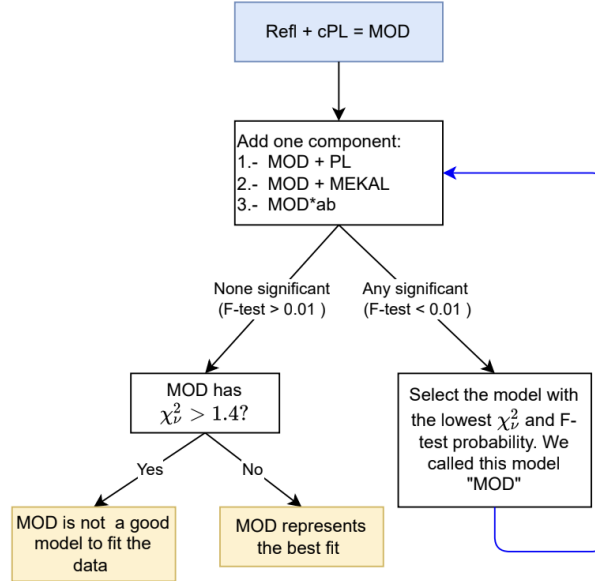 Refl + cPL = MOD
Add one component:
1.- MOD + PL
2.- MOD + MEKAL
3.- MOD*ab
None significant
(F-test > 0.01 )
Any significant
(F-test < 0.01 )
MOD has
χ²ᵥ > 1.4?
Select the model with
the lowest χ²ᵥ and F-
test probability. We
called this model
"MOD"
Yes
No
MOD is not a good
model to fit the
data
MOD represents
the best fit